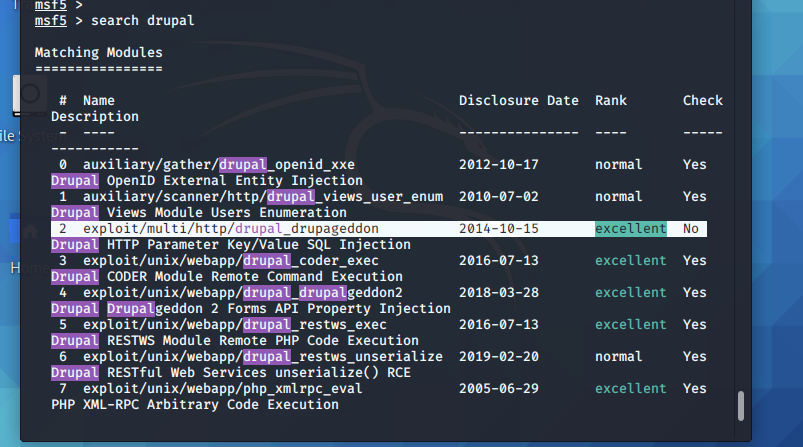 msf5 >
msf5 > search drupal
Matching Modules
================
#  Name  Disclosure Date  Rank  Check
Description
-  ----  ---------------  ----  -----
-----------
0  auxiliary/gather/drupal_openid_xxe  2012-10-17  normal  Yes
Drupal OpenID External Entity Injection
1  auxiliary/scanner/http/drupal_views_user_enum  2010-07-02  normal  Yes
Drupal Views Module Users Enumeration
2  exploit/multi/http/drupal_drupageddon  2014-10-15  excellent  No
Drupal HTTP Parameter Key/Value SQL Injection
3  exploit/unix/webapp/drupal_coder_exec  2016-07-13  excellent  Yes
Drupal CODER Module Remote Command Execution
4  exploit/unix/webapp/drupal_drupalgeddon2  2018-03-28  excellent  Yes
Drupal Drupalgeddon 2 Forms API Property Injection
5  exploit/unix/webapp/drupal_restws_exec  2016-07-13  excellent  Yes
Drupal RESTWS Module Remote PHP Code Execution
6  exploit/unix/webapp/drupal_restws_unserialize  2019-02-20  normal  Yes
Drupal RESTful Web Services unserialize() RCE
7  exploit/unix/webapp/php_xmlrpc_eval  2005-06-29  excellent  Yes
PHP XML-RPC Arbitrary Code Execution
ile System
Home